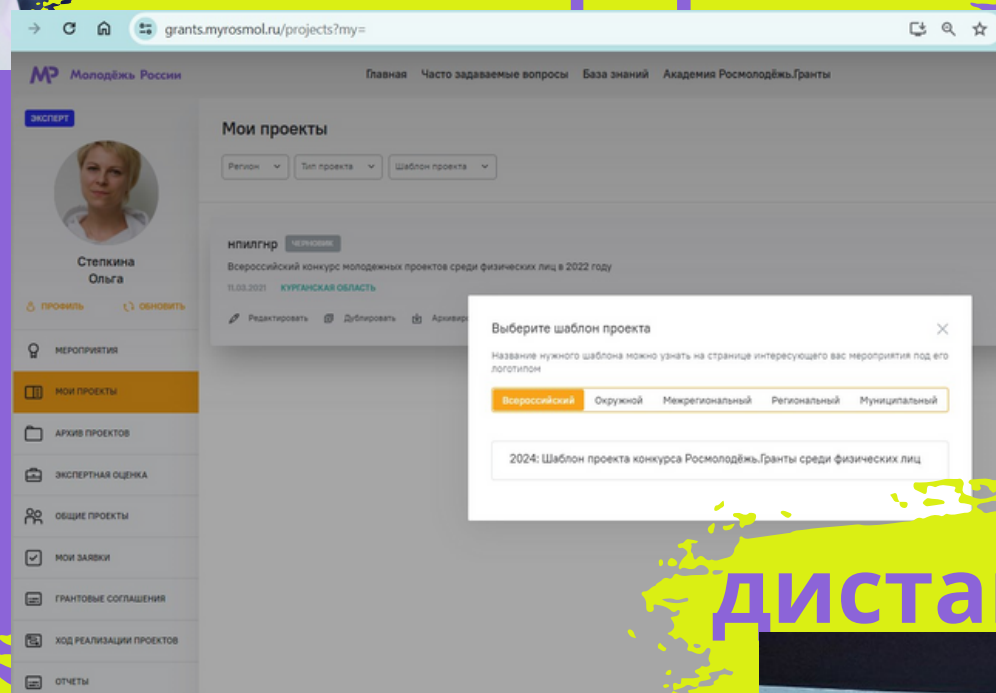 grants.myrosmol.ru/projects?my=
МР Молодёжь России
Главная Часто задаваемые вопросы База знаний Академия Росмолодёжь.Гранты
ЭКСПЕРТ
Степкина
Ольга
ПРОФИЛЬ ОБНОВИТЬ
МЕРОПРИЯТИЯ
МОИ ПРОЕКТЫ
АРХИВ ПРОЕКТОВ
ЭКСПЕРТНАЯ ОЦЕНКА
ОБЩИЕ ПРОЕКТЫ
МОИ ЗАЯВКИ
ГРАНТОВЫЕ СОГЛАШЕНИЯ
ХОД РЕАЛИЗАЦИИ ПРОЕКТОВ
ОТЧЕТЫ
Мои проекты
Регион Тип проекта Шаблон проекта
нпилгнр ЧЕРНОВИК
Всероссийский конкурс молодежных проектов среди физических лиц в 2022 году
11.03.2021 КУРГАНСКАЯ ОБЛАСТЬ
Редактировать Дублировать Архивир
Выберите шаблон проекта
Название нужного шаблона можно узнать на странице интересующего вас мероприятия под его
логотипом
Всероссийский Окружной Межрегиональный Региональный Муниципальный
2024: Шаблон проекта конкурса Росмолодёжь.Гранты среди физических лиц
диста